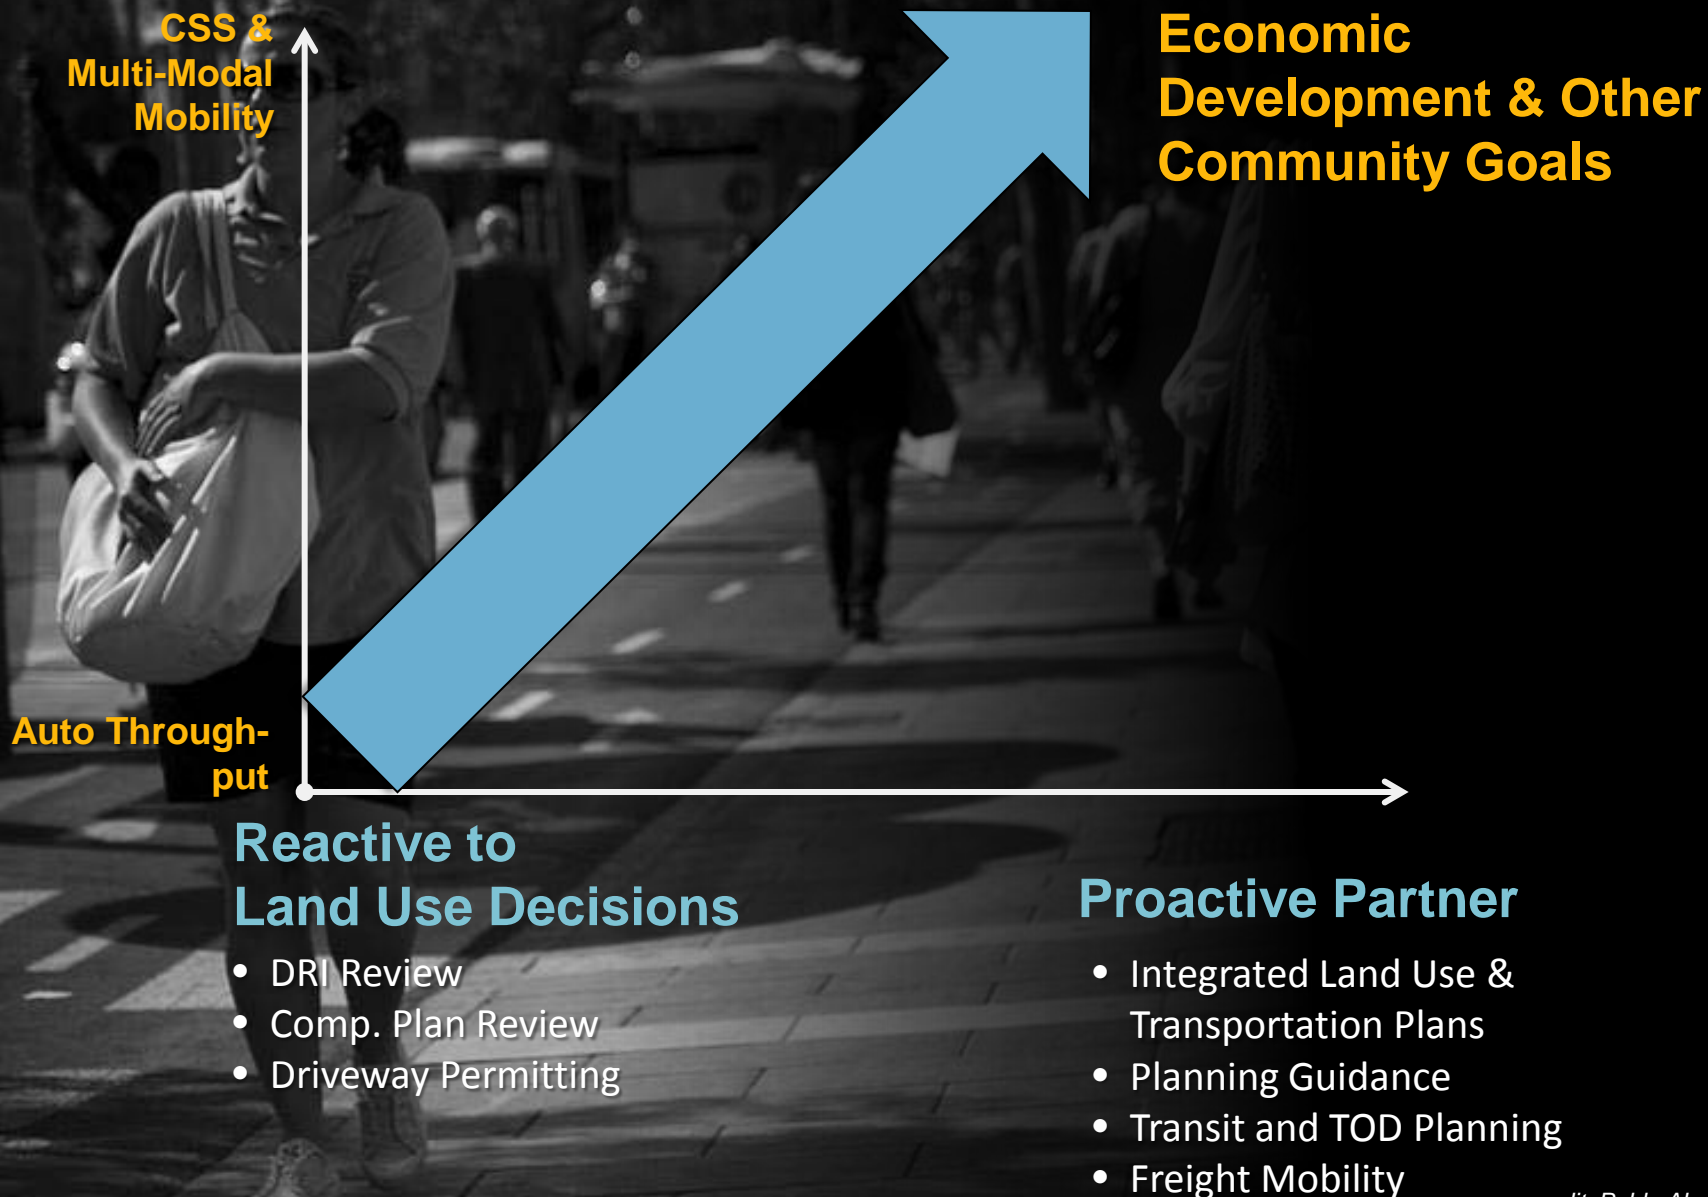 CSS &
Multi-Modal
Mobility
Economic
Development & Other
Community Goals
Auto Through-
put
Reactive to
Land Use Decisions
• DRI Review
• Comp. Plan Review
• Driveway Permitting
Proactive Partner
• Integrated Land Use &
Transportation Plans
• Planning Guidance
• Transit and TOD Planning
• Freight Mobility